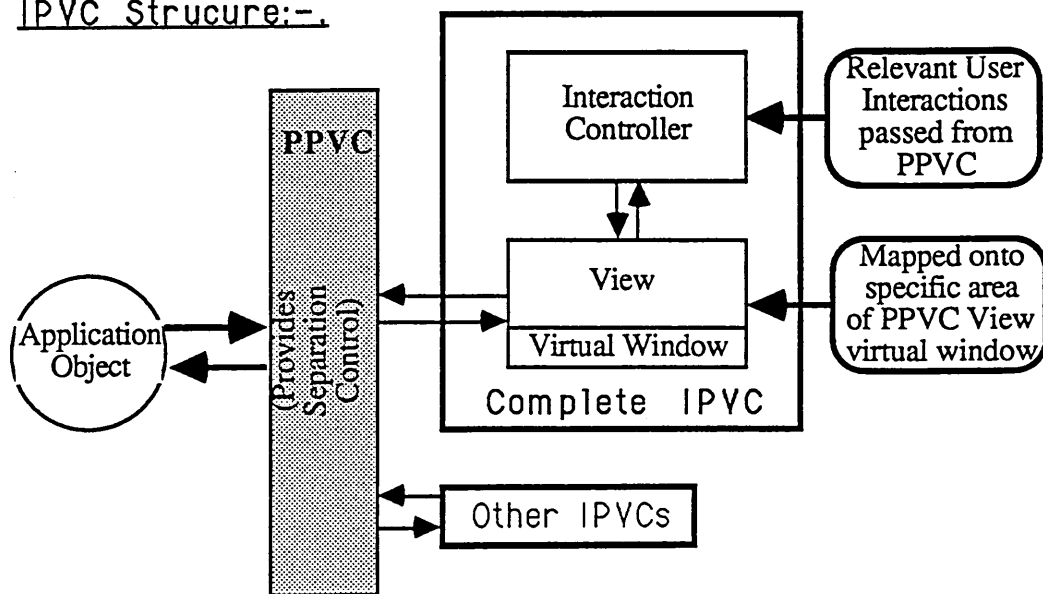 IPVC Strucure:-.
Interaction
Controller
Relevant User
Interactions
passed from
PPVC
PPVC
(Provides
Separation
Control)
View
Virtual Window
Complete IPVC
Mapped onto
specific area
of PPVC View
virtual window
Application
Object
Other IPVCs